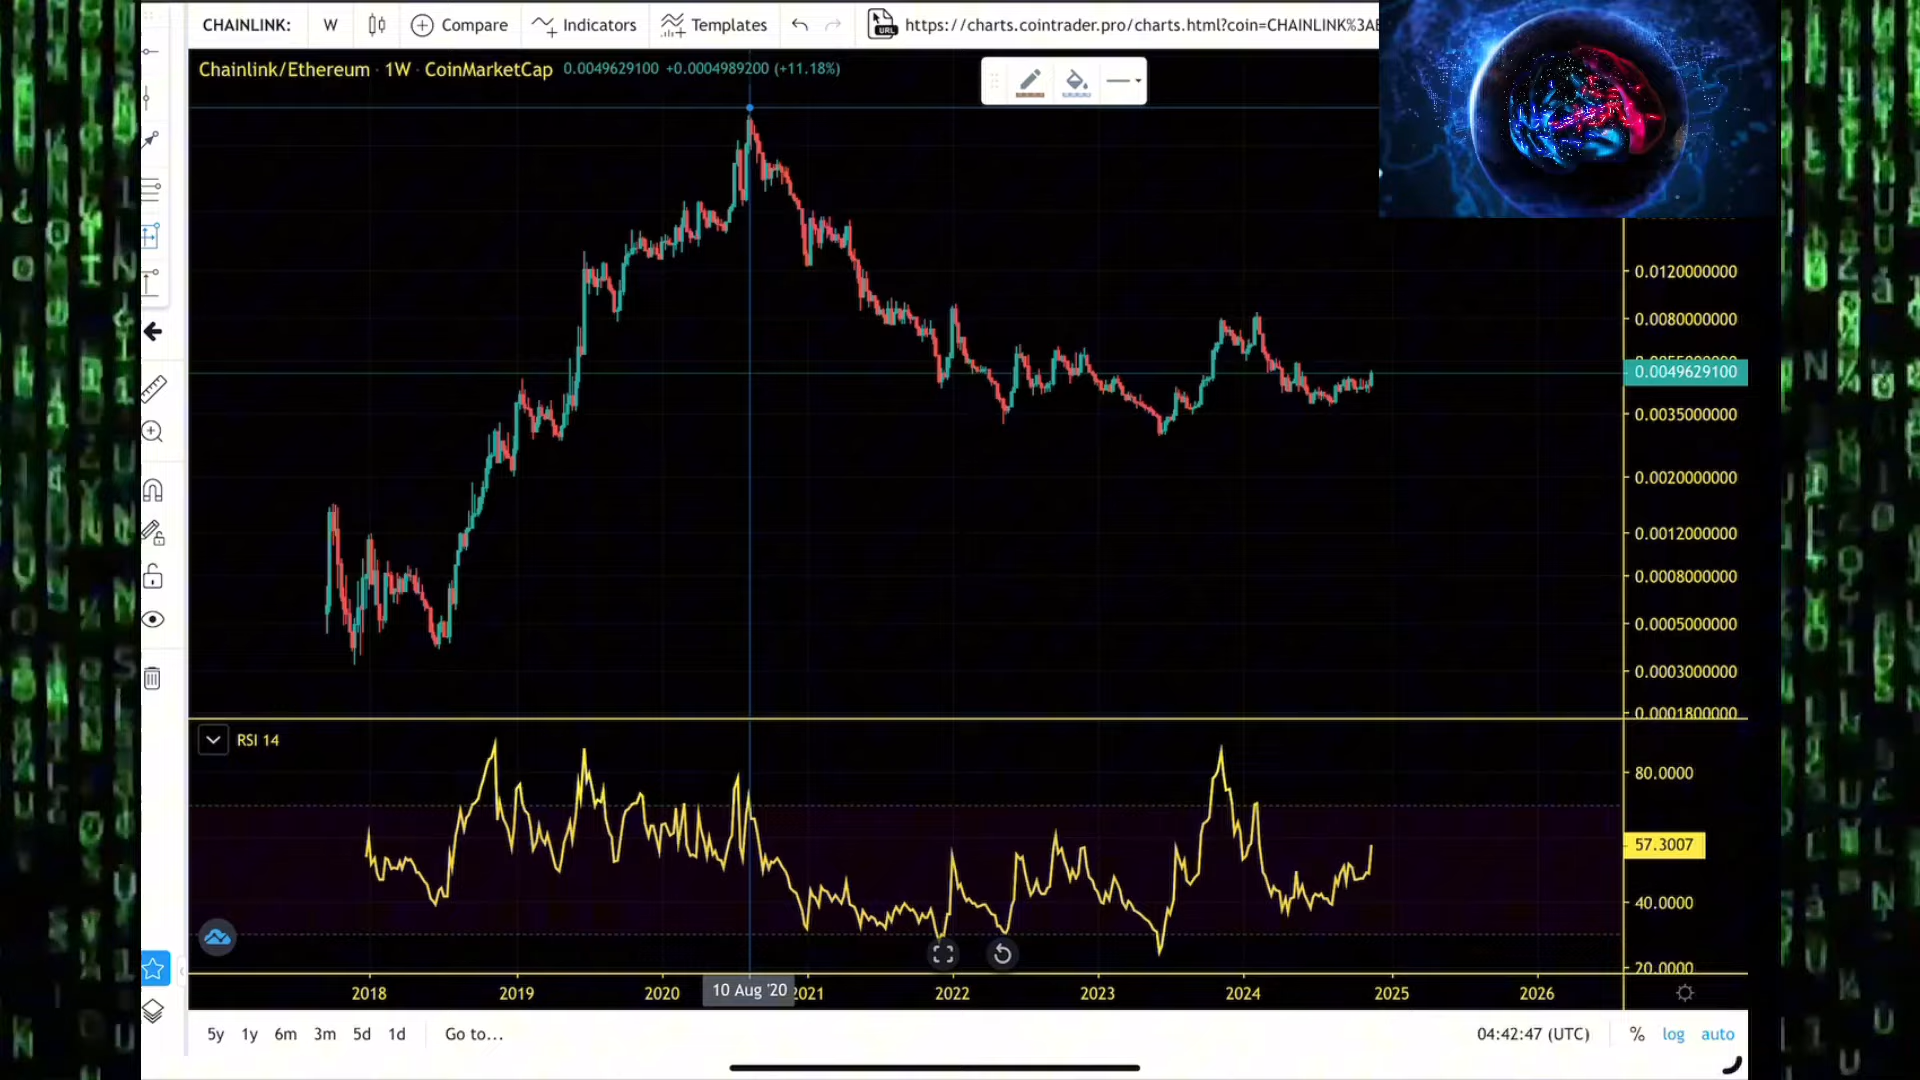 CHAINLINK: W Compare Indicators Templates https://charts.cointrader.pro/charts.html?coin=CHAINLINK%3AE
URL
Chainlink/Ethereum · 1W · CoinMarketCap 0.0049629100 +0.0004989200 (+11.18%)
0.0120000000
0.0080000000
0.0049629100
0.0035000000
0.0020000000
0.0012000000
0.0008000000
0.0005000000
0.0003000000
0.0001800000
RSI 14
80.0000
57.3007
40.0000
20.0000
2018 2019 2020 10 Aug '20 2021 2022 2023 2024 2025 2026
5y 1y 6m 3m 5d 1d Go to... 04:42:47 (UTC) % log auto